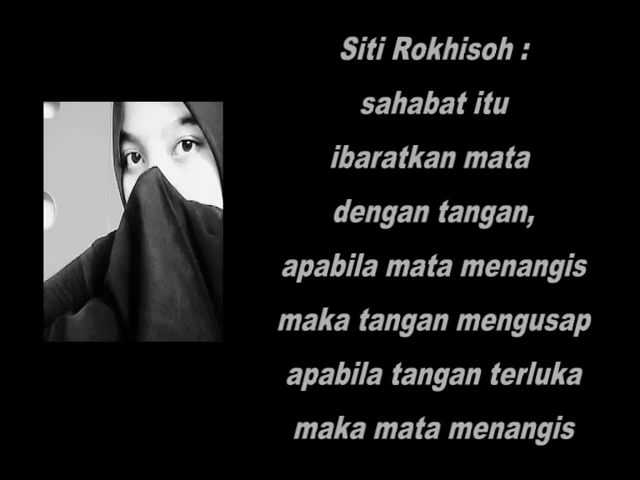 Siti Rokhisoh :
sahabat itu
ibaratkan mata
dengan tangan,
apabila mata menangis
maka tangan mengusap
apabila tangan terluka
maka mata menangis